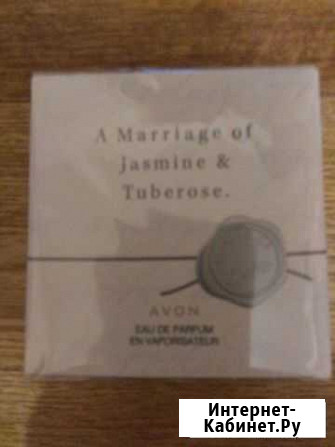 A Marriage of
Jasmine &
Tuberose.
AVON
EAU DE PARFUM
EN VAPORISATEUR
Интернет-
Кабинет.Ру